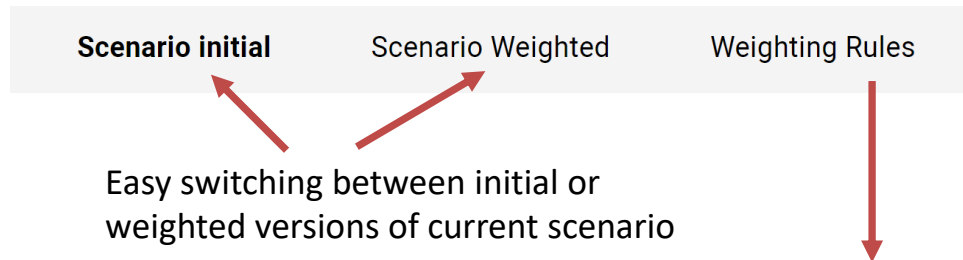 Scenario initial Scenario Weighted Weighting Rules
Easy switching between initial or
weighted versions of current scenario